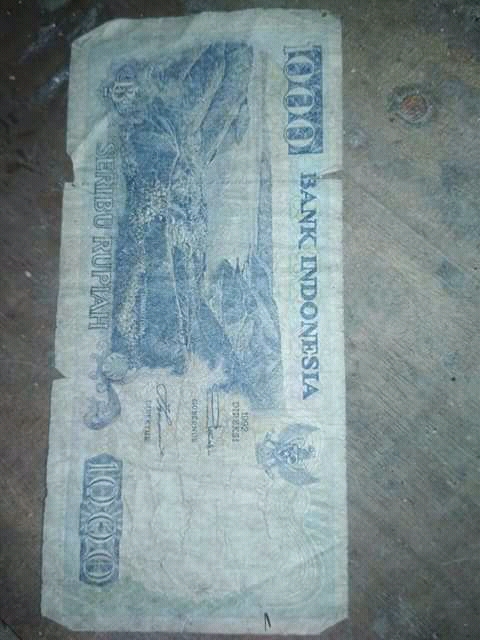 1000
BANK INDONESIA
1992
DIREKSI
GUBERNUR
DIREKTUR
SERIBU RUPIAH
1000